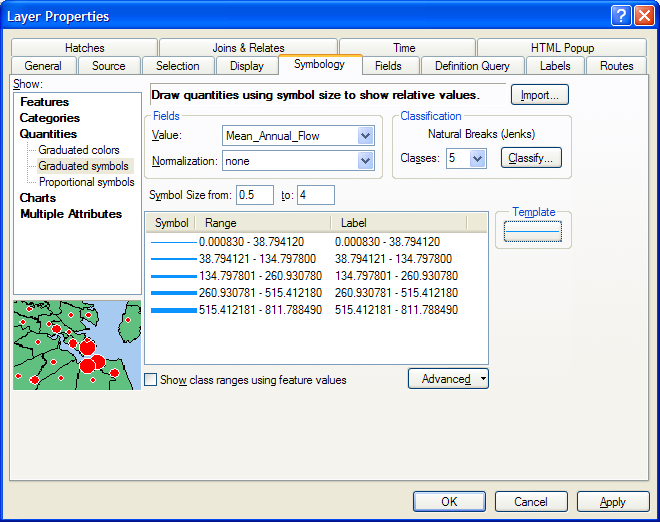 Layer Properties
Hatches Joins & Relates Time HTML Popup
General Source Selection Display Symbology Fields Definition Query Labels Routes
Show:
Features
Categories
Quantities
Graduated colors
Graduated symbols
Proportional symbols
Charts
Multiple Attributes
Draw quantities using symbol size to show relative values.
Import...
Fields
Value: Mean_Annual_Flow
Normalization: none
Classification
Natural Breaks (Jenks)
Classes: 5 Classify...
Symbol Size from: 0.5 to: 4
Symbol Range Label
0.000830 - 38.794120 0.000830 - 38.794120
38.794121 - 134.797800 38.794121 - 134.797800
134.797801 - 260.930780 134.797801 - 260.930780
260.930781 - 515.412180 260.930781 - 515.412180
515.412181 - 811.788490 515.412181 - 811.788490
Template
Show class ranges using feature values
Advanced
OK Cancel Apply